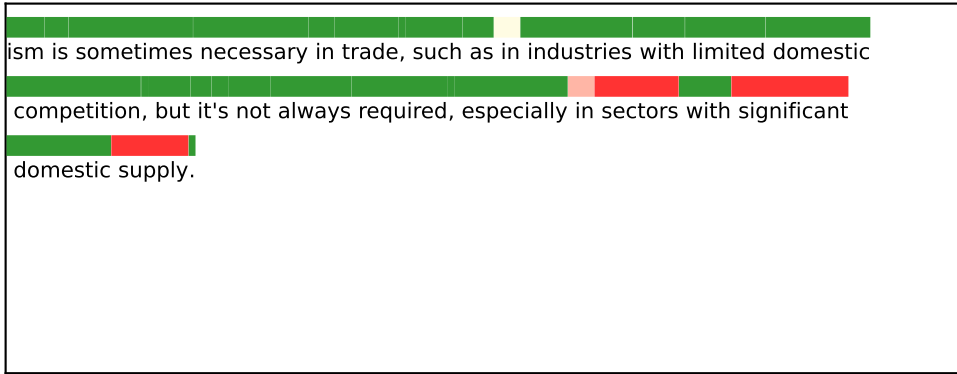 ism is sometimes necessary in trade, such as in industries with limited domestic
competition, but it's not always required, especially in sectors with significant
domestic supply.